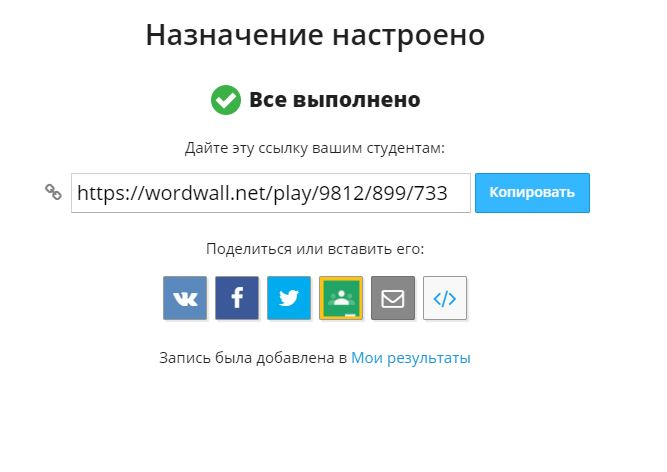 Назначение настроено
Все выполнено
Дайте эту ссылку вашим студентам:
https://wordwall.net/play/9812/899/733
Копировать
Поделиться или вставить его:
Запись была добавлена в Мои результаты